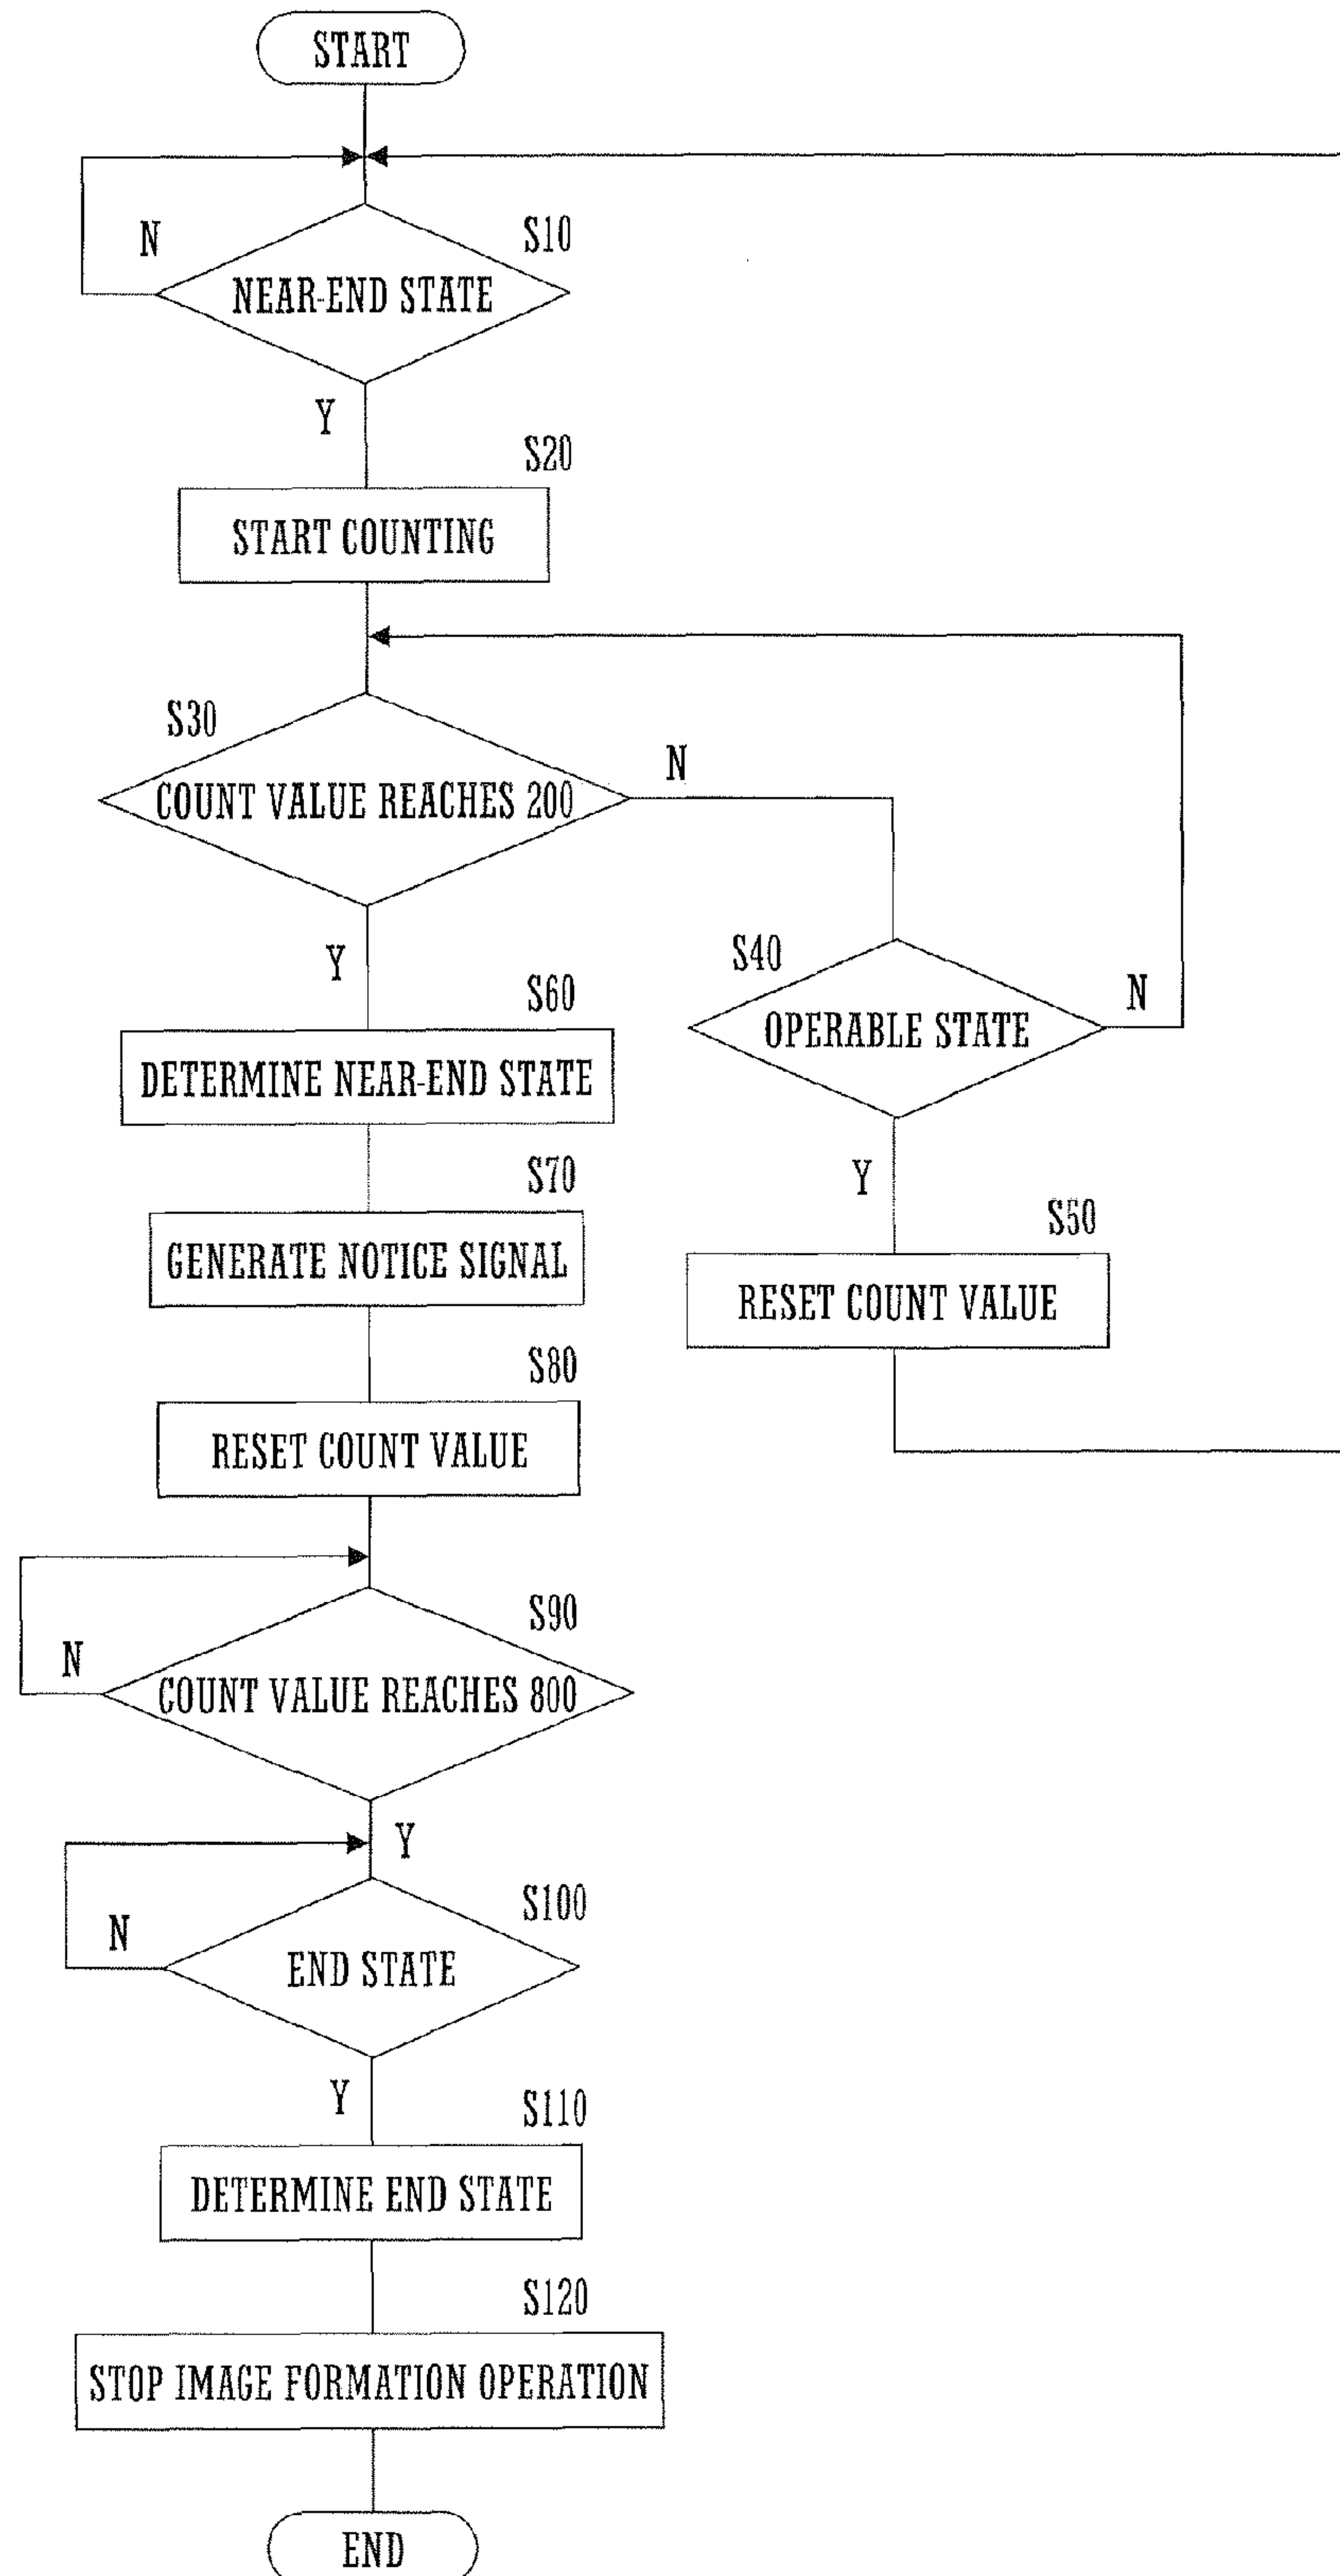 START
S10
N
NEAR-END STATE
Y
S20
START COUNTING
S30
N
COUNT VALUE REACHES 200
Y
S40
N
OPERABLE STATE
S60
DETERMINE NEAR-END STATE
Y
S70
S50
GENERATE NOTICE SIGNAL
RESET COUNT VALUE
S80
RESET COUNT VALUE
S90
N
COUNT VALUE REACHES 800
Y
S100
N
END STATE
Y
S110
DETERMINE END STATE
S120
STOP IMAGE FORMATION OPERATION
END